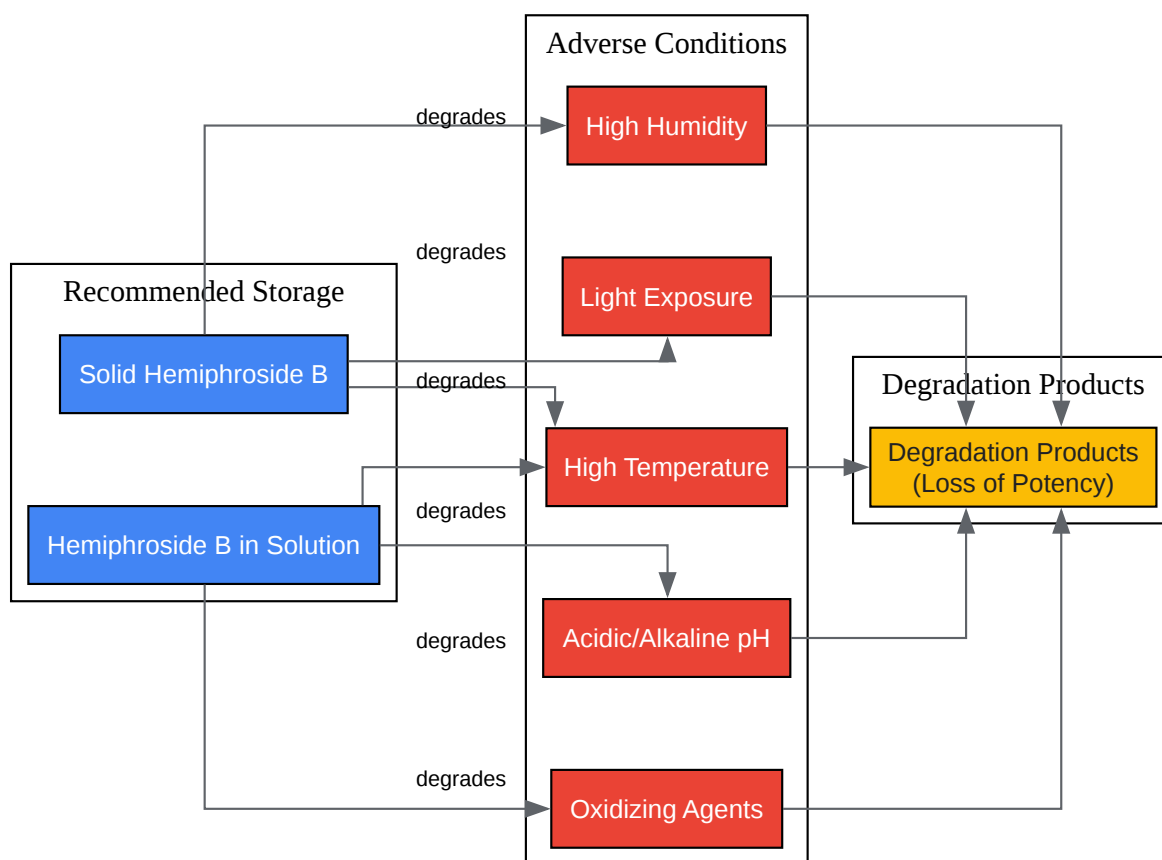 Adverse Conditions
degrades
High Humidity
degrades
Light Exposure
Recommended Storage
Solid Hemiphroside B
degrades
Degradation Products
High Temperature
Degradation Products
(Loss of Potency)
degrades
Hemiphroside B in Solution
Acidic/Alkaline pH
degrades
degrades
Oxidizing Agents